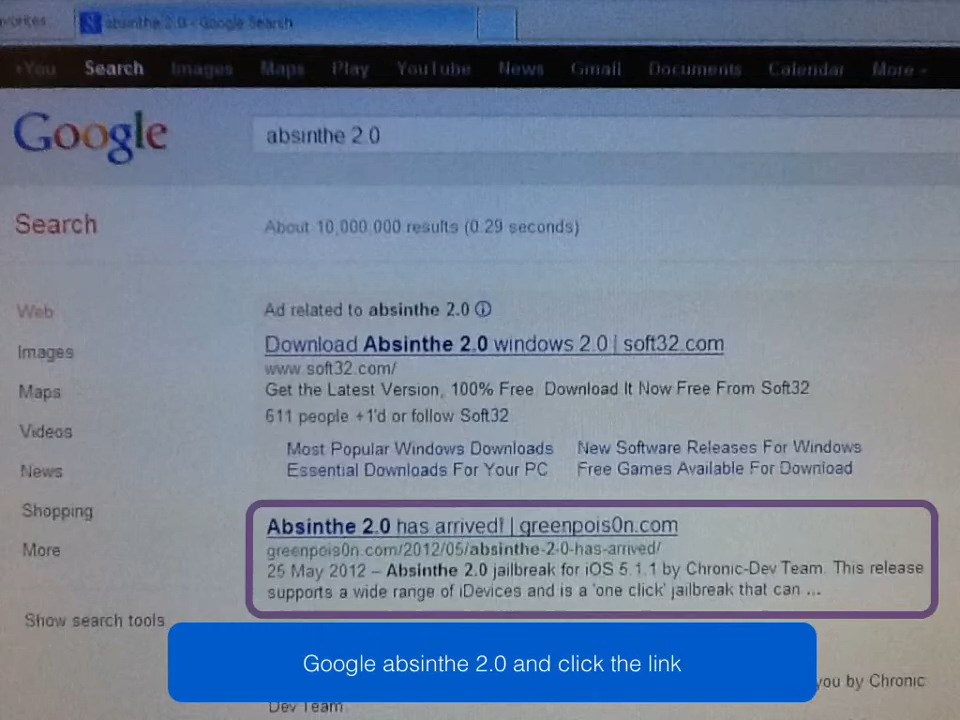 absinthe 2.0 - Google Search
+You Search Images Maps Play YouTube News Gmail Documents Calendar More
Google
absinthe 2.0
Search
About 10,000,000 results (0.29 seconds)
Web
Ad related to absinthe 2.0
Images
Download Absinthe 2.0 windows 2.0 | soft32.com
www.soft32.com/
Maps
Get the Latest Version, 100% Free Download It Now Free From Soft32
611 people +1'd or follow Soft32
Videos
Most Popular Windows Downloads New Software Releases For Windows
News
Essential Downloads For Your PC Free Games Available For Download
Shopping
Absinthe 2.0 has arrived! | greenpois0n.com
More
greenpois0n.com/2012/05/absinthe-2-0-has-arrived/
25 May 2012 – Absinthe 2.0 jailbreak for iOS 5.1.1 by Chronic-Dev Team. This release
supports a wide range of iDevices and is a 'one click' jailbreak that can ...
Show search tools
Google absinthe 2.0 and click the link
you by Chronic
Dev Team